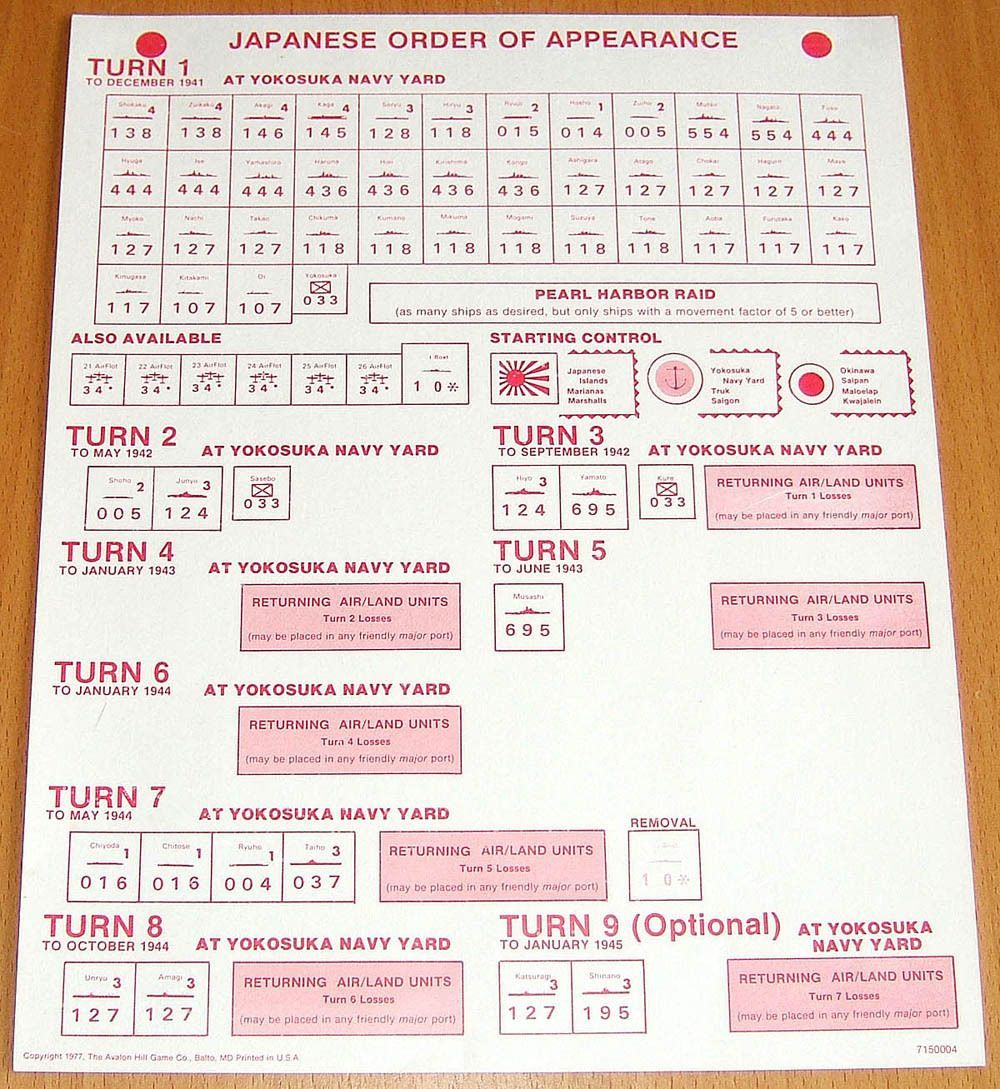 JAPANESE ORDER OF APPEARANCE
TURN 1
TO DECEMBER 1941 AT YOKOSUKA NAVY YARD
Shokaku 4 Zuikaku 4 Akagi 4 Kaga 4 Soryu 3 Hiryu 3 Ryujo 2 Hosho 1 Zuiho 2 Mutsu Nagato Fuso
138 138 146 145 128 118 015 014 005 554 554 444
Hyuga Ise Yamashiro Haruna Hiei Kirishima Kongo Ashigara Atago Chokai Haguro Maya
444 444 444 436 436 436 436 127 127 127 127 127
Myoko Nachi Takao Chikuma Kumano Mikuma Mogami Suzuya Tone Aoba Furutaka Kako
127 127 127 118 118 118 118 118 118 117 117 117
Kinugasa Kitakami Oi Yokosuka
117 107 107 033
PEARL HARBOR RAID
(as many ships as desired, but only ships with a movement factor of 5 or better)
ALSO AVAILABLE
21 AirFlot 22 AirFlot 23 AirFlot 24 AirFlot 25 AirFlot 26 AirFlot I Boat
34* 34* 34* 34* 34* 34* 10*
STARTING CONTROL
Japanese
Islands
Marianas
Marshalls
Yokosuka
Navy Yard
Truk
Saigon
Okinawa
Saipan
Maloelap
Kwajalein
TURN 2
TO MAY 1942 AT YOKOSUKA NAVY YARD
Shoho 2 Junyo 3 Sasebo
005 124 033
TURN 3
TO SEPTEMBER 1942 AT YOKOSUKA NAVY YARD
Hiyo 3 Yamato Kure
124 695 033
RETURNING AIR/LAND UNITS
Turn 1 Losses
(may be placed in any friendly major port)
TURN 4
TO JANUARY 1943 AT YOKOSUKA NAVY YARD
RETURNING AIR/LAND UNITS
Turn 2 Losses
(may be placed in any friendly major port)
TURN 5
TO JUNE 1943
Musashi
695
RETURNING AIR/LAND UNITS
Turn 3 Losses
(may be placed in any friendly major port)
TURN 6
TO JANUARY 1944 AT YOKOSUKA NAVY YARD
RETURNING AIR/LAND UNITS
Turn 4 Losses
(may be placed in any friendly major port)
TURN 7
TO MAY 1944 AT YOKOSUKA NAVY YARD
Chiyoda 1 Chitose 1 Ryuho 1 Taiho 3
016 016 004 037
RETURNING AIR/LAND UNITS
Turn 5 Losses
(may be placed in any friendly major port)
REMOVAL
10*
TURN 8
TO OCTOBER 1944 AT YOKOSUKA NAVY YARD
Unryu 3 Amagi 3
127 127
RETURNING AIR/LAND UNITS
Turn 6 Losses
(may be placed in any friendly major port)
TURN 9 (Optional)
TO JANUARY 1945
AT YOKOSUKA
NAVY YARD
Katsuragi 3 Shinano 3
127 195
RETURNING AIR/LAND UNITS
Turn 7 Losses
(may be placed in any friendly major port)
Copyright 1977, The Avalon Hill Game Co., Balto, MD Printed in U.S.A
7150004